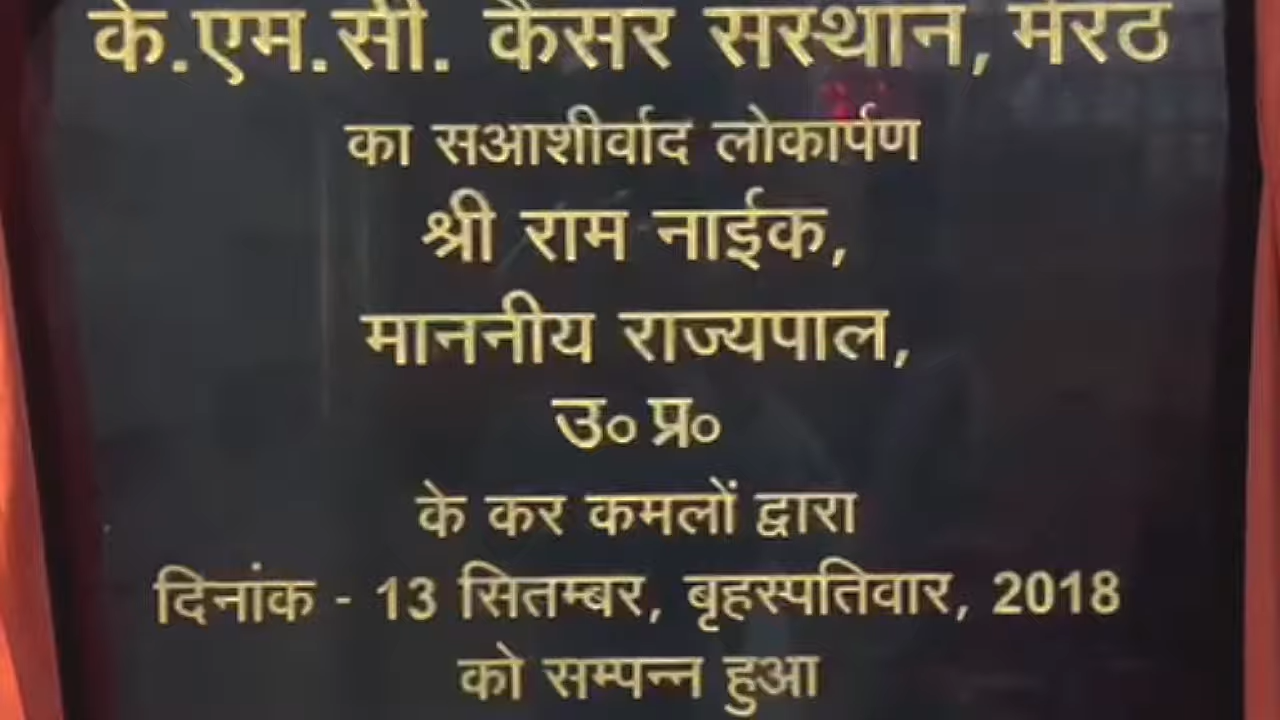 के.एम.सी. कैंसर संस्थान, मेरठ
का सआशीर्वाद लोकार्पण
श्री राम नाईक,
माननीय राज्यपाल,
उ० प्र०
के कर कमलों द्वारा
दिनांक - 13 सितम्बर, बृहस्पतिवार, 2018
को सम्पन्न हुआ